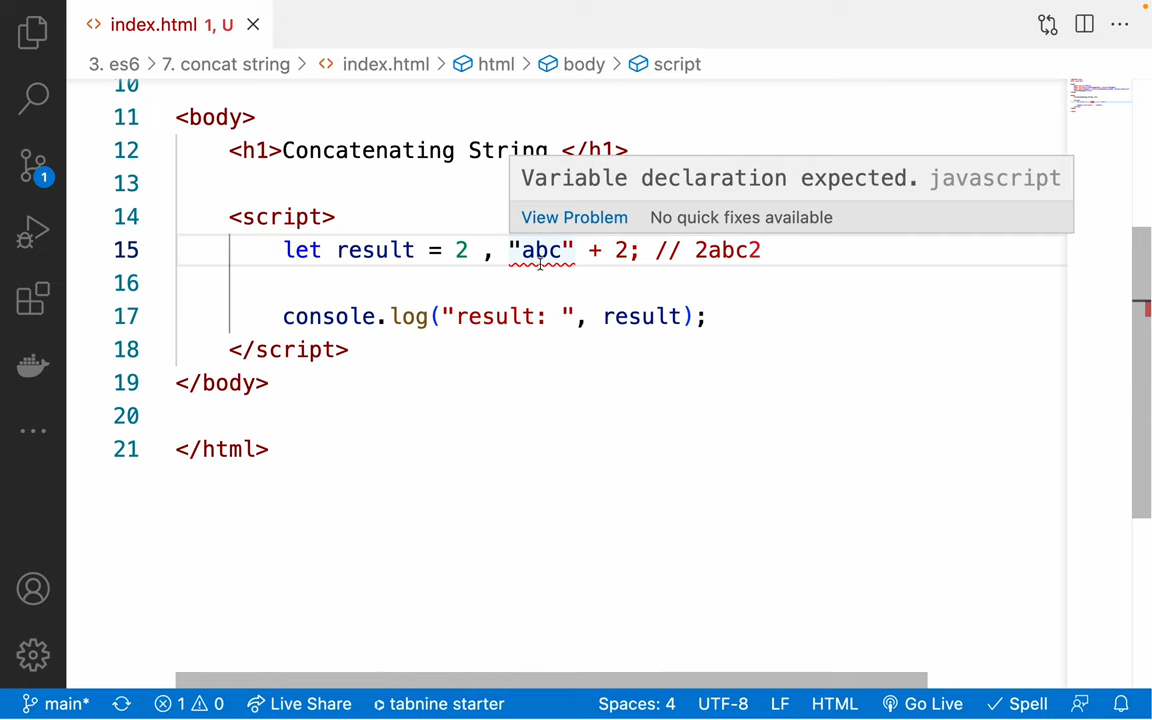 index.html 1, U
3. es6 > 7. concat string > index.html > html > body > script
10
11 <body>
12 <h1>Concatenating String </h1>
Variable declaration expected. javascript
View Problem No quick fixes available
13
14 <script>
15 let result = 2 , "abc" + 2; // 2abc2
16
17 console.log("result: ", result);
18 </script>
19 </body>
20
21 </html>
1
main* 1 0 Live Share tabnine starter Spaces: 4 UTF-8 LF HTML Go Live Spell